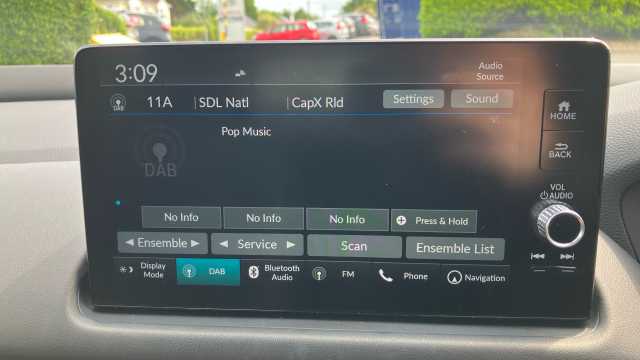 3:09
Audio Source
DAB
11A
SDL Natl
CapX Rld
Settings
Sound
HOME
Pop Music
DAB
BACK
VOL
AUDIO
No Info
No Info
No Info
Press & Hold
Ensemble
Service
Scan
Ensemble List
Display Mode
DAB
Bluetooth Audio
FM
Phone
Navigation